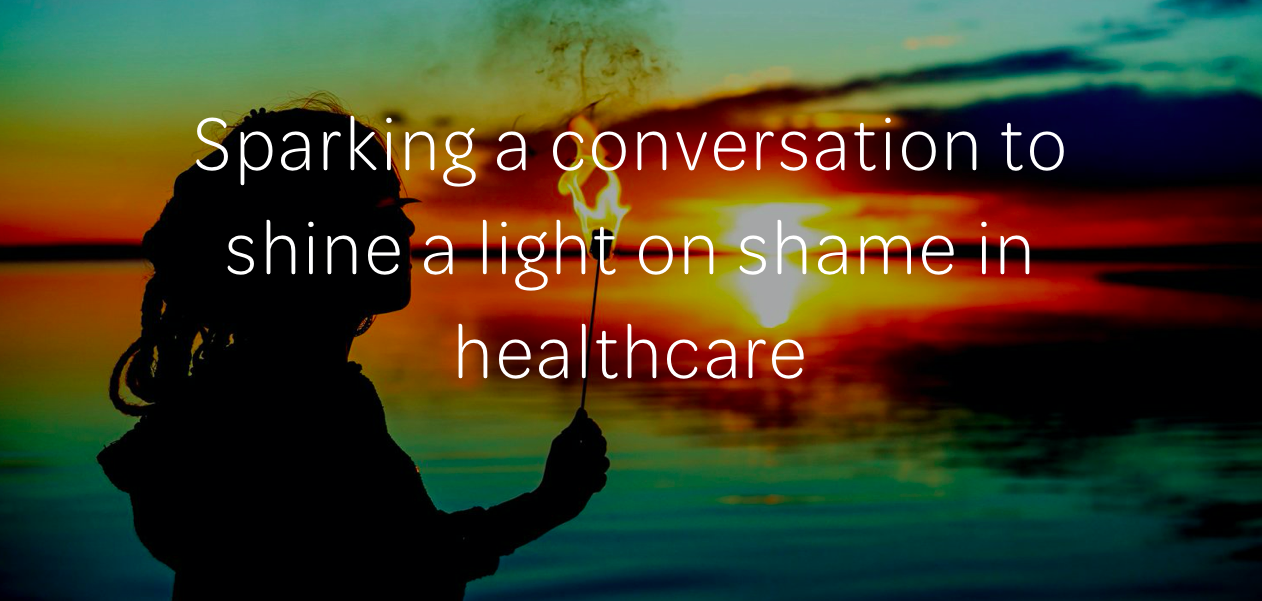 Sparking a conversation to
shine a light on shame in
healthcare